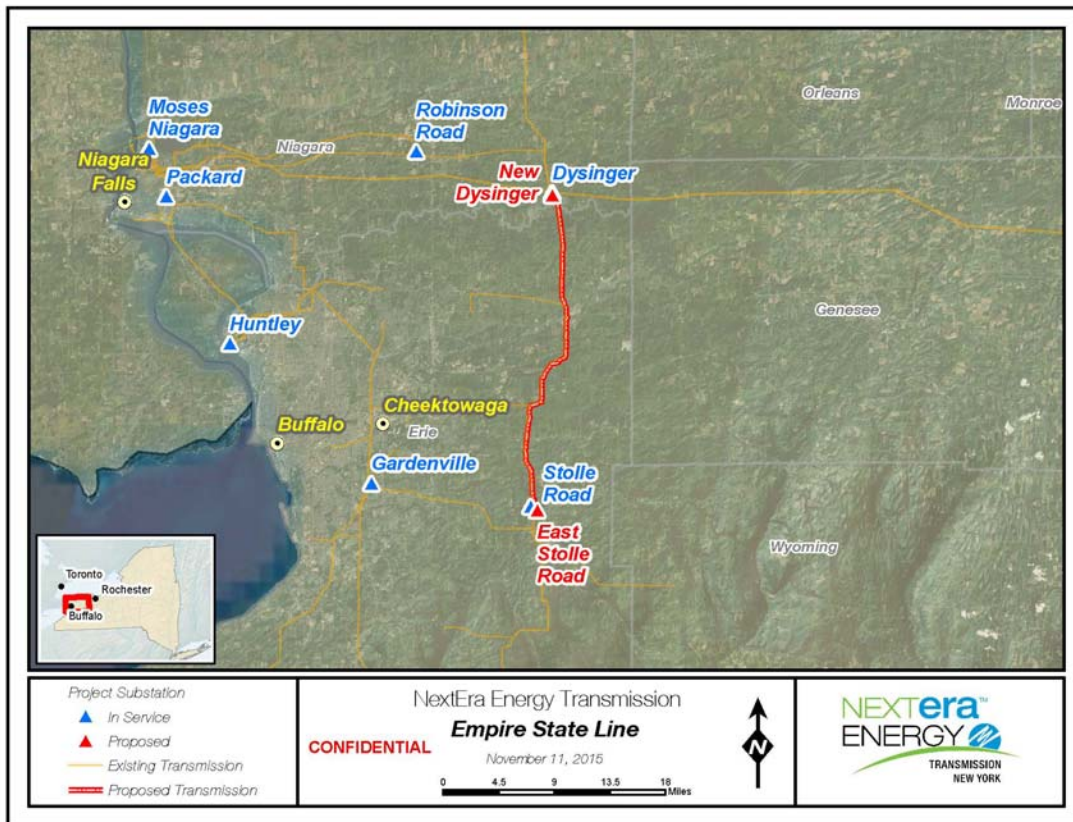 Orleans
Monroe
Moses
Niagara
Robinson
Road
Niagara
Niagara
Falls
Packard
New
Dysinger
Dysinger
Huntley
Genesee
Buffalo
Cheektowaga
Erie
Gardenville
Stolle
Road
East
Stolle
Road
Wyoming
Toronto
Rochester
Buffalo
Project Substation
In Service
Proposed
Existing Transmission
Proposed Transmission
CONFIDENTIAL
NextEra Energy Transmission
Empire State Line
November 11, 2015
0 4.5 9 13.5 18
Miles
N
NEXTera™
ENERGY
TRANSMISSION
NEW YORK